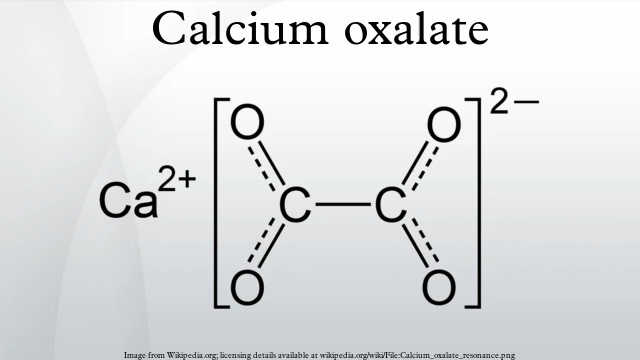 Calcium oxalate
Ca2+ [ O O C C O O ] 2−
Image from Wikipedia.org; licensing details available at wikipedia.org/wiki/File:Calcium_oxalate_resonance.png